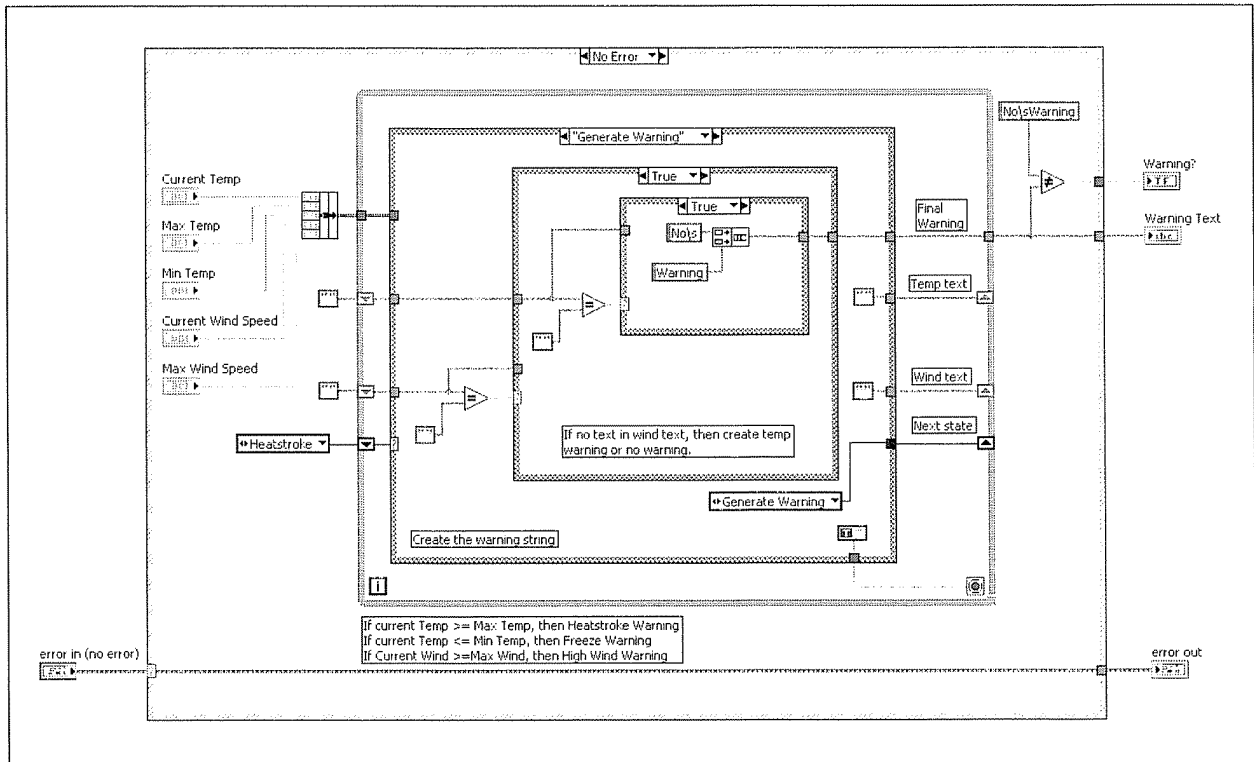 No Error
No\sWarning
"Generate Warning"
Warning?
TF
Current Temp
True
True
Final
Warning
Warning Text
abc
Max Temp
No\s
Warning
Min Temp
Temp text
Current Wind Speed
Max Wind Speed
Wind text
Heatstroke
If no text in wind text, then create temp
warning or no warning.
Next state
Generate Warning
Create the warning string
i
If current Temp >= Max Temp, then Heatstroke Warning
If current Temp <= Min Temp, then Freeze Warning
If Current Wind >=Max Wind, then High Wind Warning
error in (no error)
error out